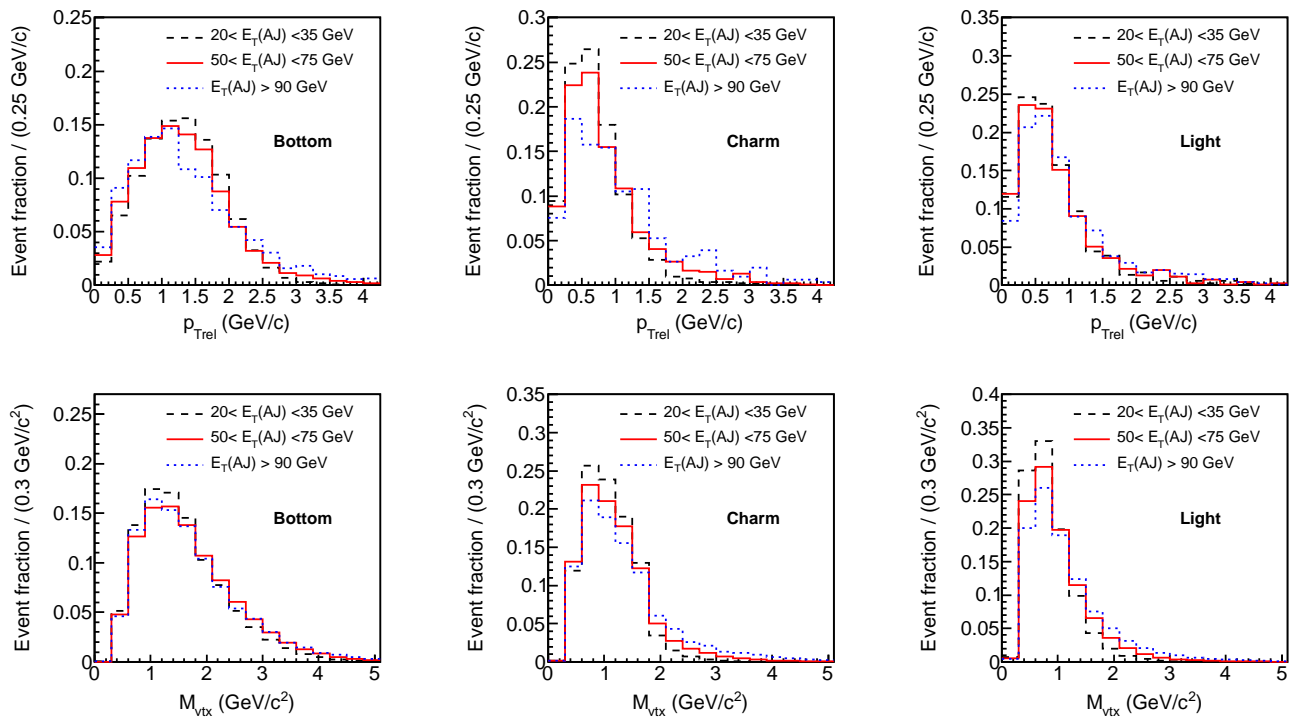 Event fraction / (0.25 GeV/c)
0.25
0.2
0.15
0.1
0.05
0
20< E_T(AJ) <35 GeV
50< E_T(AJ) <75 GeV
E_T(AJ) > 90 GeV
Bottom
0 0.5 1 1.5 2 2.5 3 3.5 4
p_Trel (GeV/c)
Event fraction / (0.25 GeV/c)
0.3
0.25
0.2
0.15
0.1
0.05
0
20< E_T(AJ) <35 GeV
50< E_T(AJ) <75 GeV
E_T(AJ) > 90 GeV
Charm
0 0.5 1 1.5 2 2.5 3 3.5 4
p_Trel (GeV/c)
Event fraction / (0.25 GeV/c)
0.35
0.3
0.25
0.2
0.15
0.1
0.05
0
20< E_T(AJ) <35 GeV
50< E_T(AJ) <75 GeV
E_T(AJ) > 90 GeV
Light
0 0.5 1 1.5 2 2.5 3 3.5 4
p_Trel (GeV/c)
Event fraction / (0.3 GeV/c²)
0.25
0.2
0.15
0.1
0.05
0
20< E_T(AJ) <35 GeV
50< E_T(AJ) <75 GeV
E_T(AJ) > 90 GeV
Bottom
0 1 2 3 4 5
M_vtx (GeV/c²)
Event fraction / (0.3 GeV/c²)
0.35
0.3
0.25
0.2
0.15
0.1
0.05
0
20< E_T(AJ) <35 GeV
50< E_T(AJ) <75 GeV
E_T(AJ) > 90 GeV
Charm
0 1 2 3 4 5
M_vtx (GeV/c²)
Event fraction / (0.3 GeV/c²)
0.4
0.35
0.3
0.25
0.2
0.15
0.1
0.05
0
20< E_T(AJ) <35 GeV
50< E_T(AJ) <75 GeV
E_T(AJ) > 90 GeV
Light
0 1 2 3 4 5
M_vtx (GeV/c²)